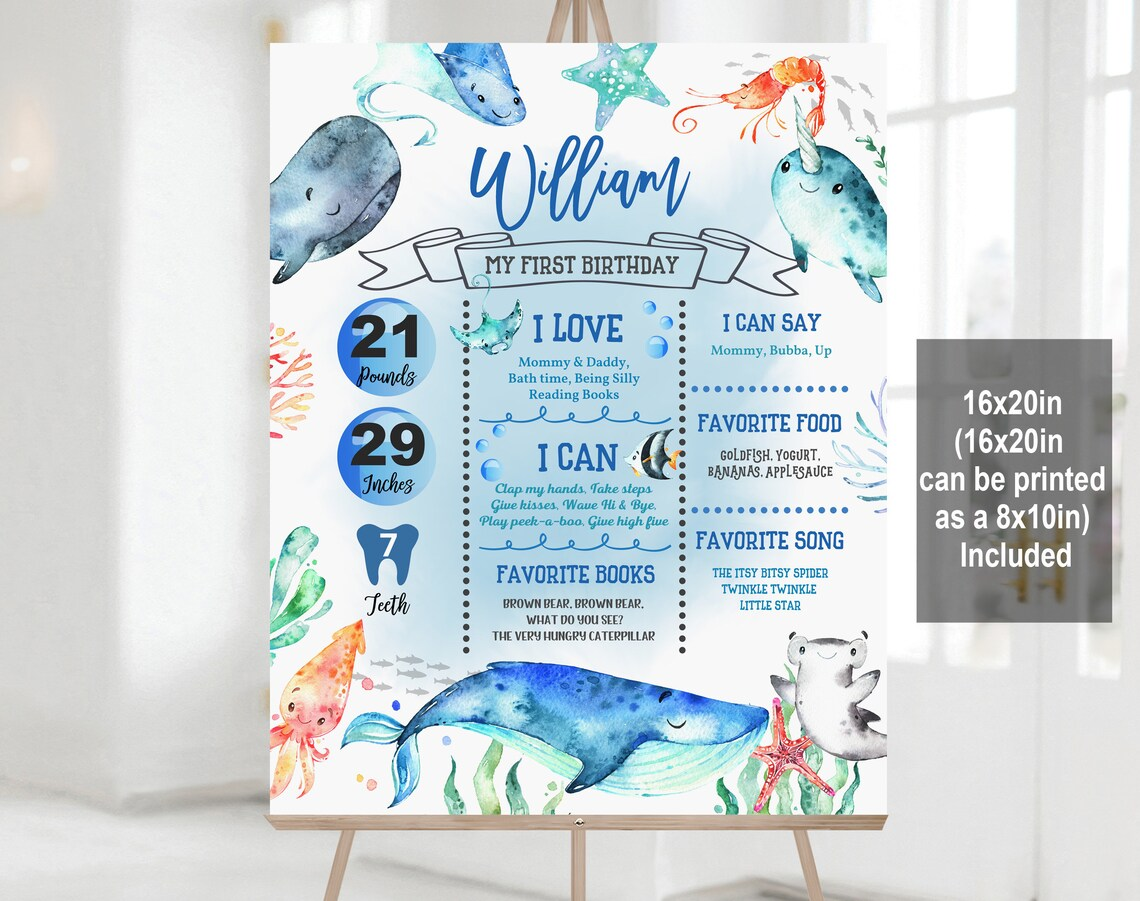 William
MY FIRST BIRTHDAY
21
Pounds
29
Inches
7
Teeth
I LOVE
Mommy & Daddy,
Bath time, Being Silly
Reading Books
I CAN
Clap my hands, Take steps
Give kisses, Wave Hi & Bye,
Play peek-a-boo, Give high five
FAVORITE BOOKS
BROWN BEAR, BROWN BEAR,
WHAT DO YOU SEE?
THE VERY HUNGRY CATERPILLAR
I CAN SAY
Mommy, Bubba, Up
FAVORITE FOOD
GOLDFISH, YOGURT,
BANANAS, APPLESAUCE
FAVORITE SONG
THE ITSY BITSY SPIDER
TWINKLE TWINKLE
LITTLE STAR
16x20in
(16x20in
can be printed
as a 8x10in)
Included